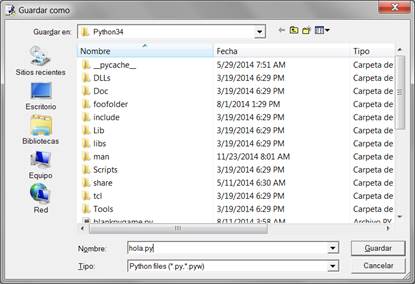 Guardar como
Guardar en: Python34
Nombre Fecha Tipo
__pycache__ 5/29/2014 7:51 AM Carpeta de
DLLs 3/19/2014 6:29 PM Carpeta de
Doc 3/19/2014 6:29 PM Carpeta de
foofolder 8/1/2014 1:29 PM Carpeta de
include 3/19/2014 6:29 PM Carpeta de
Lib 3/19/2014 6:29 PM Carpeta de
libs 3/19/2014 6:29 PM Carpeta de
man 11/23/2014 8:01 AM Carpeta de
Scripts 3/19/2014 6:29 PM Carpeta de
share 5/11/2014 6:30 AM Carpeta de
tcl 3/19/2014 6:29 PM Carpeta de
Tools 3/19/2014 6:29 PM Carpeta de
blankpygame.py 8/11/2014 3:58 AM Archivo PY
Sitios recientes
Escritorio
Bibliotecas
Equipo
Red
Nombre: hola.py Guardar
Tipo: Python files (*.py,*.pyw) Cancelar